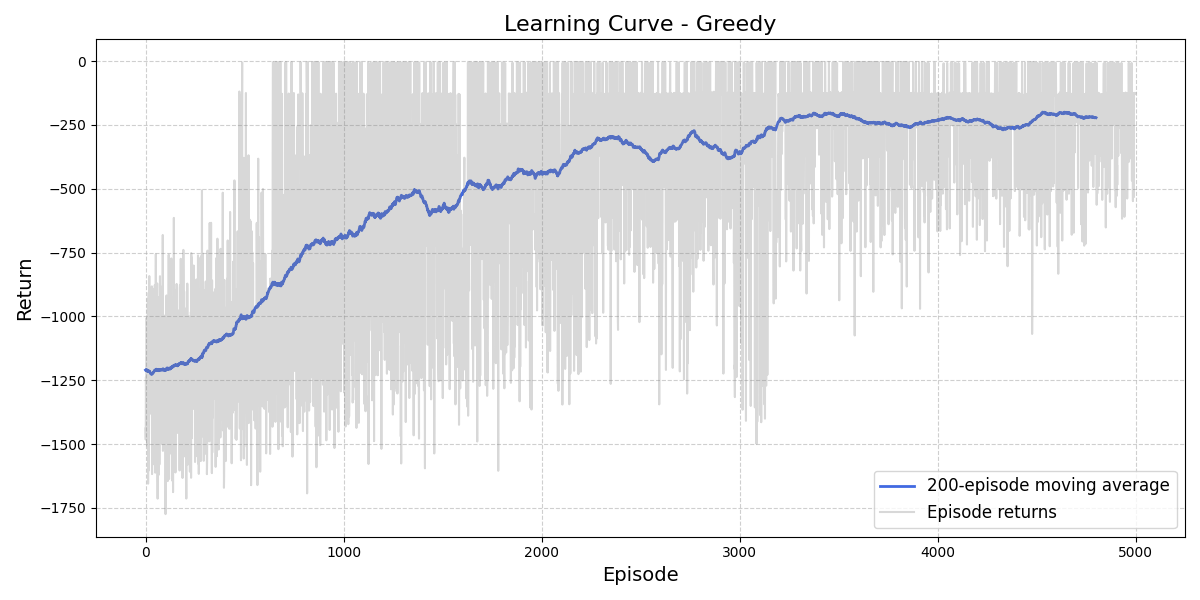 Learning Curve - Greedy
0
−250
−500
−750
−1000
−1250
−1500
−1750
Return
200-episode moving average
Episode returns
0 1000 2000 3000 4000 5000
Episode